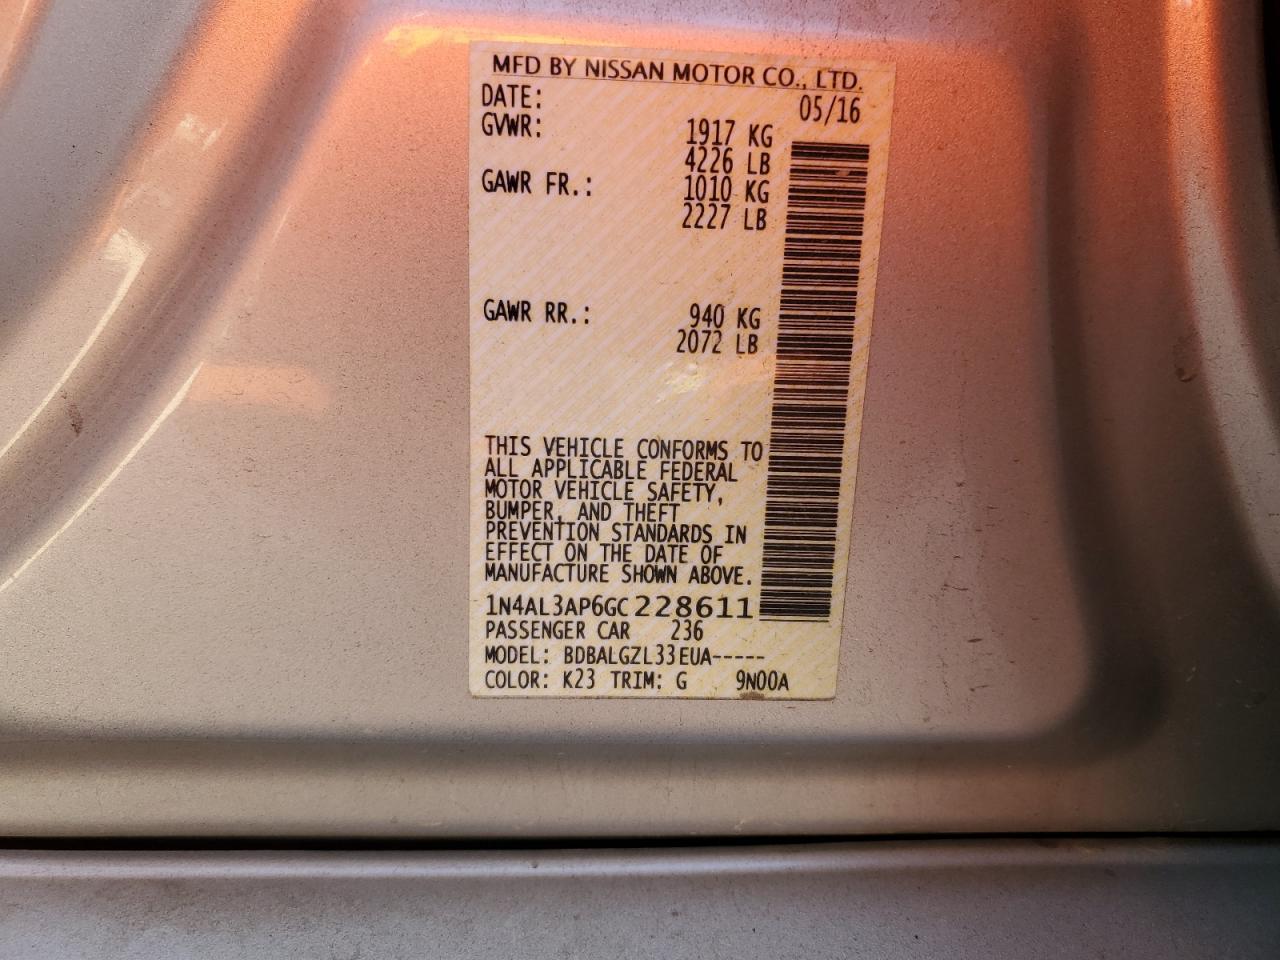 MFD BY NISSAN MOTOR CO., LTD.
DATE: 05/16
GVWR: 1917 KG
4226 LB
GAWR FR.: 1010 KG
2227 LB
GAWR RR.: 940 KG
2072 LB
THIS VEHICLE CONFORMS TO
ALL APPLICABLE FEDERAL
MOTOR VEHICLE SAFETY,
BUMPER, AND THEFT
PREVENTION STANDARDS IN
EFFECT ON THE DATE OF
MANUFACTURE SHOWN ABOVE.
1N4AL3AP6GC228611
PASSENGER CAR 236
MODEL: BDBALGZL33EUA-----
COLOR: K23 TRIM: G 9N00A